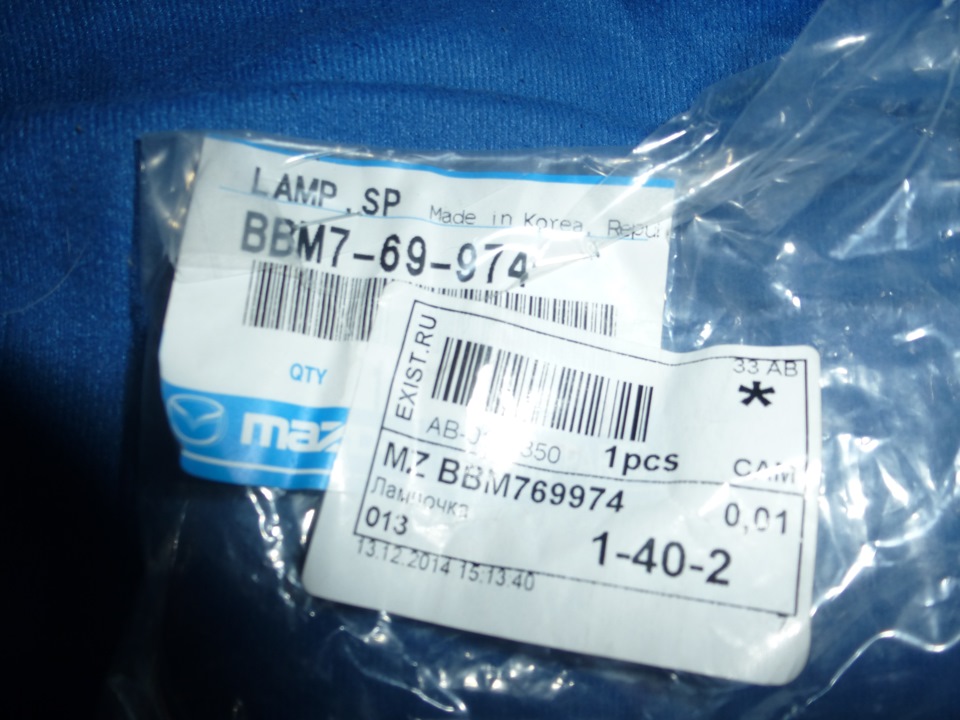 LAMP, SP
Made in Korea, Repu
BBM7-69-974
QTY
maz
EXIST.RU
33 AB
*
350
1pcs
CAM
MZ BBM769974
Лампочка
0,01
013
1-40-2
13.12.2014 15:13:40